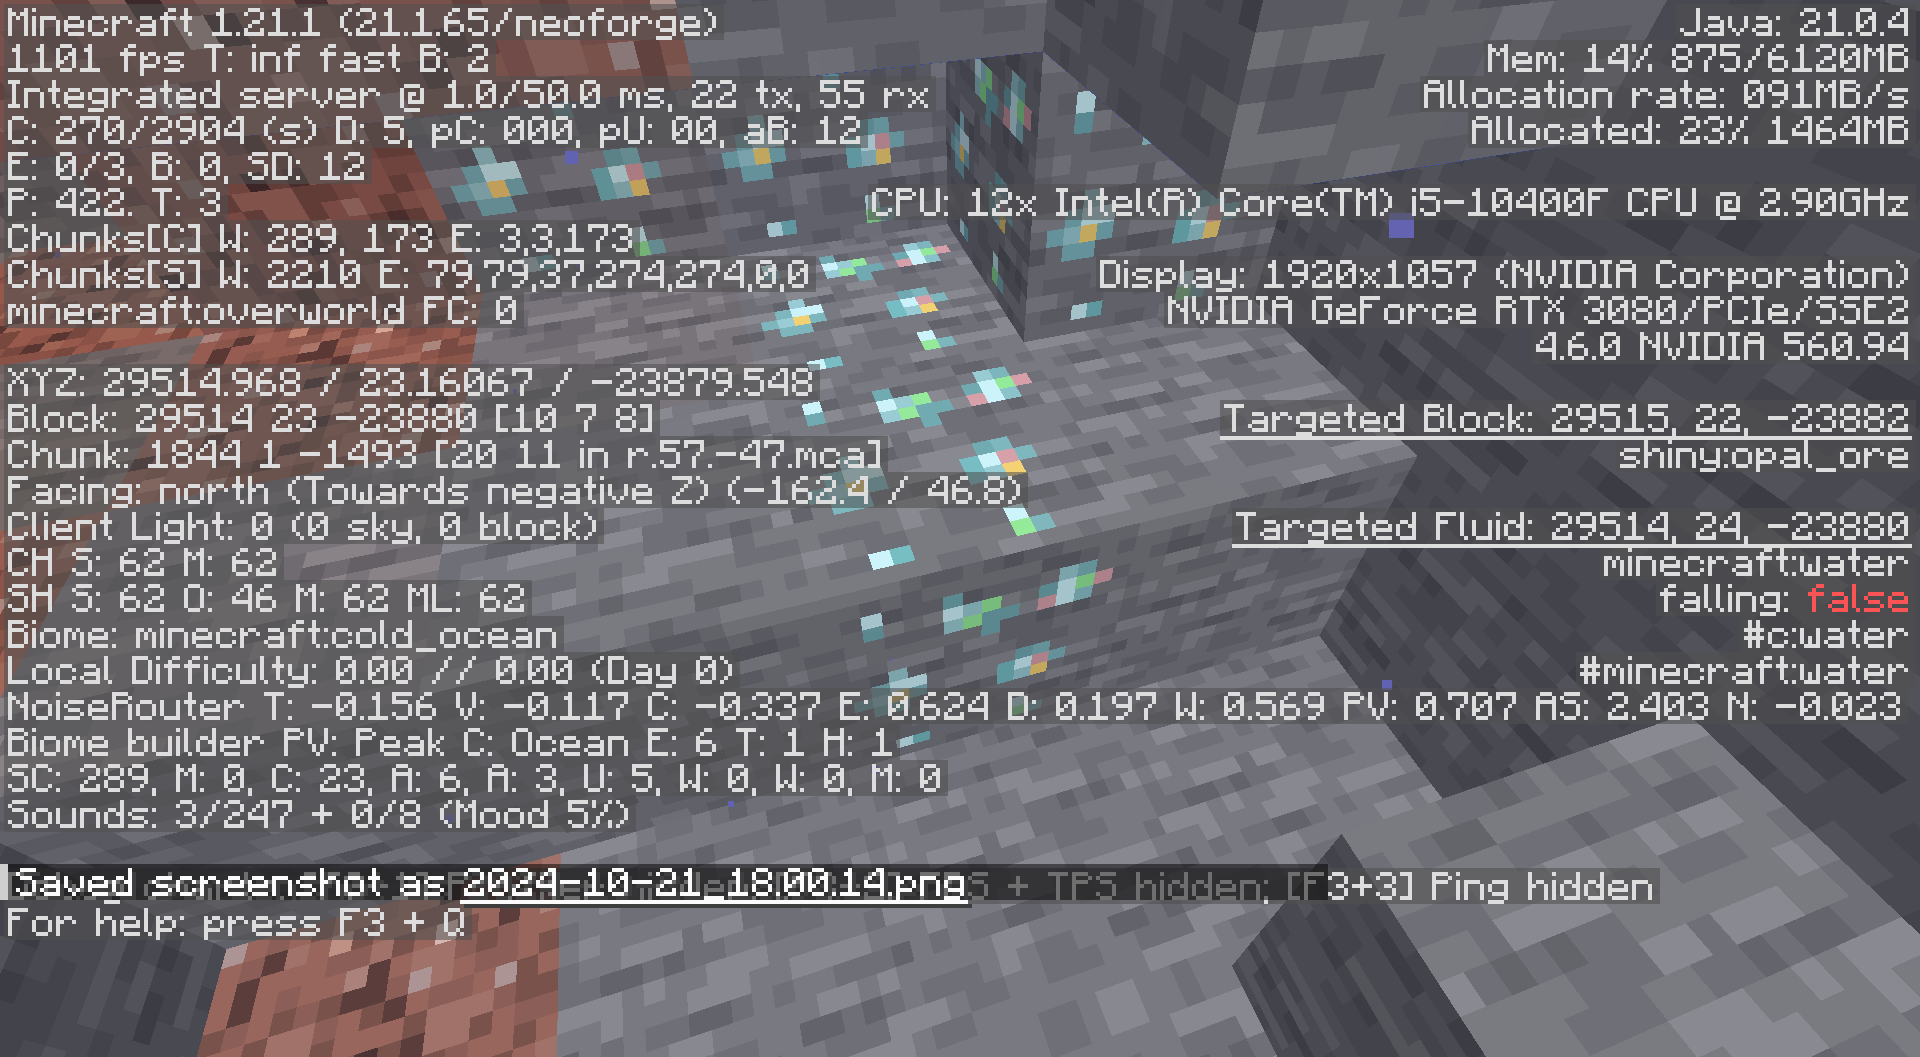 Minecraft 1.21.1 (21.1.65/neoforge)
1101 fps T: inf fast B: 2
Integrated server @ 1.0/50.0 ms, 22 tx, 55 rx
C: 270/2904 (s) D: 5, pC: 000, pU: 00, aB: 12
E: 0/3, B: 0, SD: 12
P: 422. T: 3
Chunks[C] W: 289, 173 E: 3,3,173
Chunks[S] W: 2210 E: 79,79,37,274,274,0,0
minecraft:overworld FC: 0
XYZ: 29514.968 / 23.16067 / -23879.548
Block: 29514 23 -23880 [10 7 8]
Chunk: 1844 1 -1493 [20 11 in r.57.-47.mca]
Facing: north (Towards negative Z) (-162.4 / 46.8)
Client Light: 0 (0 sky, 0 block)
CH S: 62 M: 62
SH S: 62 O: 46 M: 62 ML: 62
Biome: minecraft:cold_ocean
Local Difficulty: 0.00 // 0.00 (Day 0)
NoiseRouter T: -0.156 V: -0.117 C: -0.337 E: 0.624 D: 0.197 W: 0.569 PV: 0.707 AS: 2.403 N: -0.023
Biome builder PV: Peak C: Ocean E: 6 T: 1 H: 1
SC: 289, M: 0, C: 23, A: 6, A: 3, U: 5, W: 0, W: 0, M: 0
Sounds: 3/247 + 0/8 (Mood 5%)
Saved screenshot as 2024-10-21_18.00.14.png
+ TPS hidden; [F3+3] Ping hidden
For help: press F3 + Q
Java: 21.0.4
Mem: 14% 875/6120MB
Allocation rate: 091MB/s
Allocated: 23% 1464MB
CPU: 12x Intel(R) Core(TM) i5-10400F CPU @ 2.90GHz
Display: 1920x1057 (NVIDIA Corporation)
NVIDIA GeForce RTX 3080/PCIe/SSE2
4.6.0 NVIDIA 560.94
Targeted Block: 29515, 22, -23882
shiny:opal_ore
Targeted Fluid: 29514, 24, -23880
minecraft:water
falling: false
#c:water
#minecraft:water